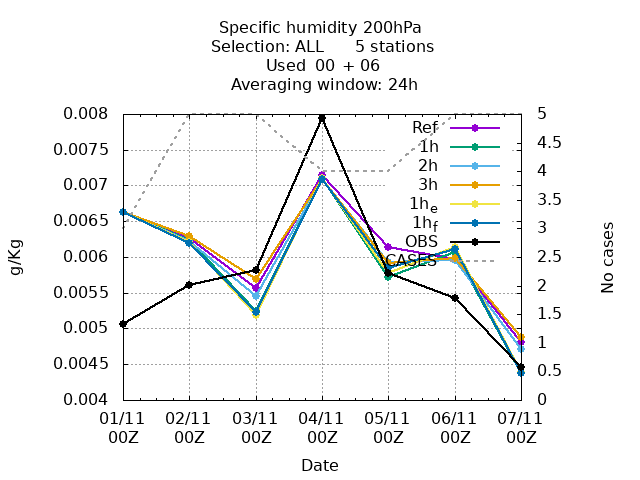 Specific humidity 200hPa
Selection: ALL 5 stations
Used 00 + 06
Averaging window: 24h
0.008
0.0075
0.007
0.0065
0.006
0.0055
0.005
0.0045
0.004
g/Kg
5
4.5
4
3.5
3
2.5
2
1.5
1
0.5
0
No cases
Ref
1h
2h
3h
1he
1hf
OBS
CASES
01/11 02/11 03/11 04/11 05/11 06/11 07/11
00Z 00Z 00Z 00Z 00Z 00Z 00Z
Date